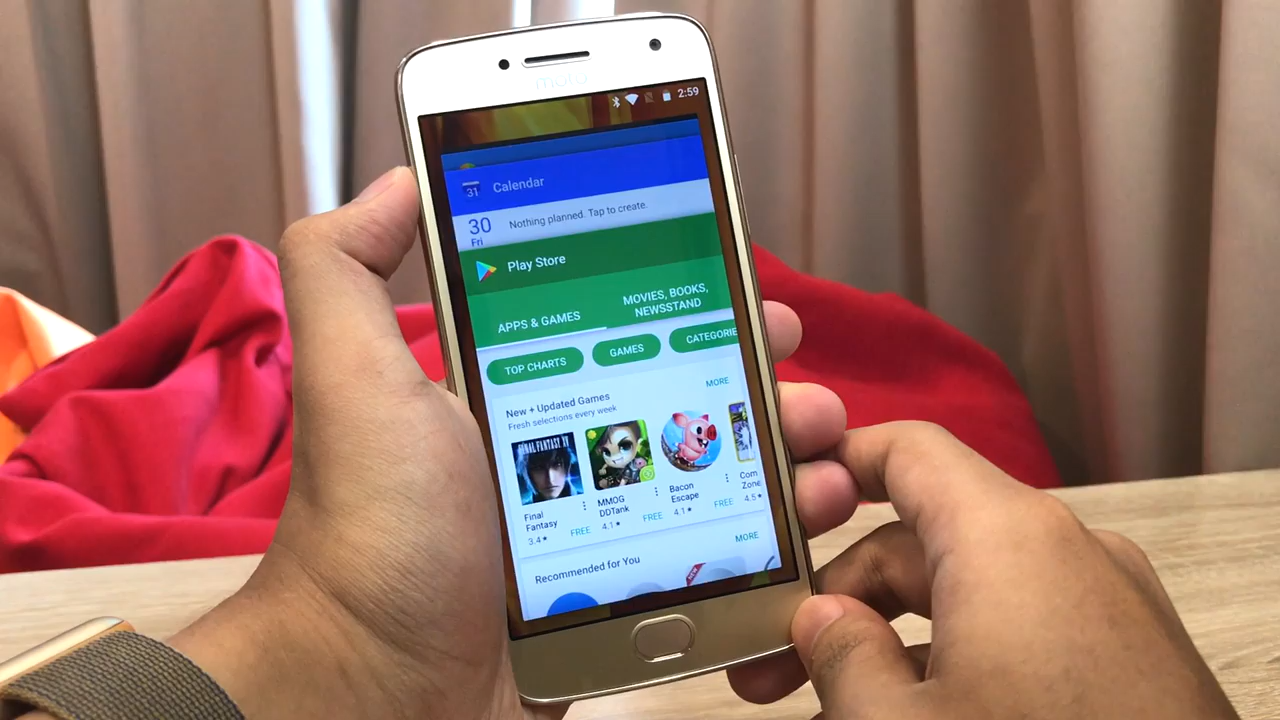 moto
2:59
31
Calendar
30
Fri
Nothing planned. Tap to create.
Play Store
APPS & GAMES
MOVIES, BOOKS,
NEWSSTAND
TOP CHARTS
GAMES
CATEGORIE
New + Updated Games
MORE
Fresh selections every week
FINAL FANTASY XV
Final
Fantasy
3.4★
FREE
MMOG
DDTank
4.1★
FREE
Bacon
Escape
4.1★
FREE
Com
Zone
4.5★
Recommended for You
MORE
NEW